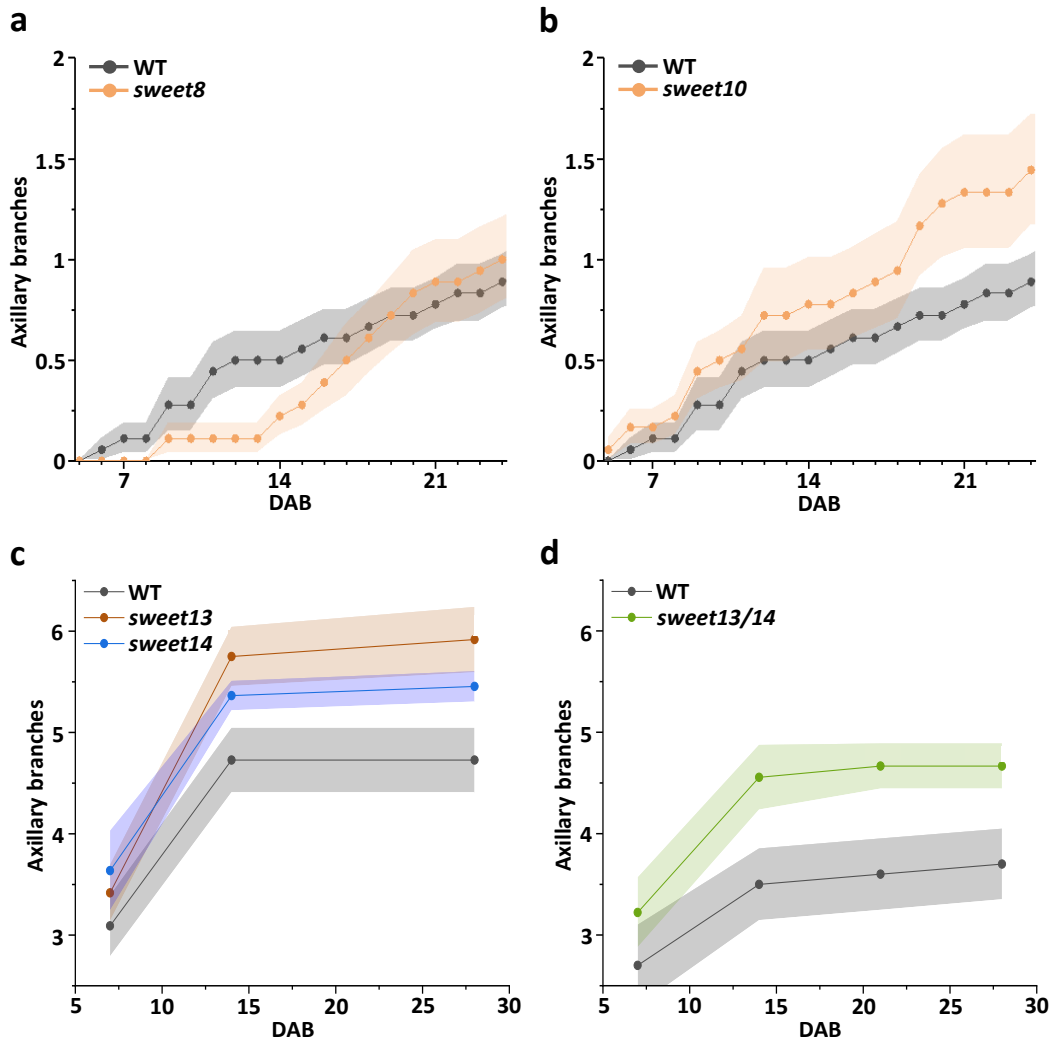 a
WT
sweet8
2
1.5
1
0.5
0
Axillary branches
7
14
21
DAB
b
WT
sweet10
2
1.5
1
0.5
0
Axillary branches
7
14
21
DAB
c
WT
sweet13
sweet14
6
5
4
3
Axillary branches
5
10
15
20
25
30
DAB
d
WT
sweet13/14
6
5
4
3
Axillary branches
5
10
15
20
25
30
DAB